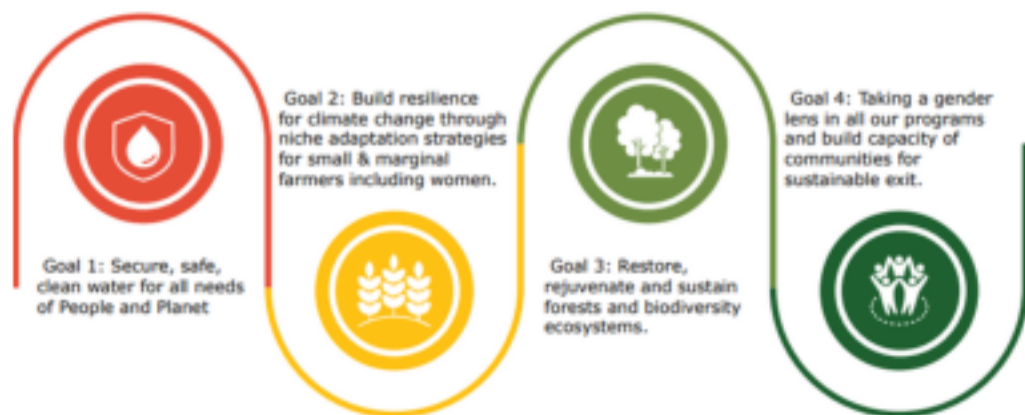 Goal 1: Secure, safe,
clean water for all needs
of People and Planet
Goal 2: Build resilience
for climate change through
niche adaptation strategies
for small & marginal
farmers including women.
Goal 3: Restore,
rejuvenate and sustain
forests and biodiversity
ecosystems.
Goal 4: Taking a gender
lens in all our programs
and build capacity of
communities for
sustainable exit.